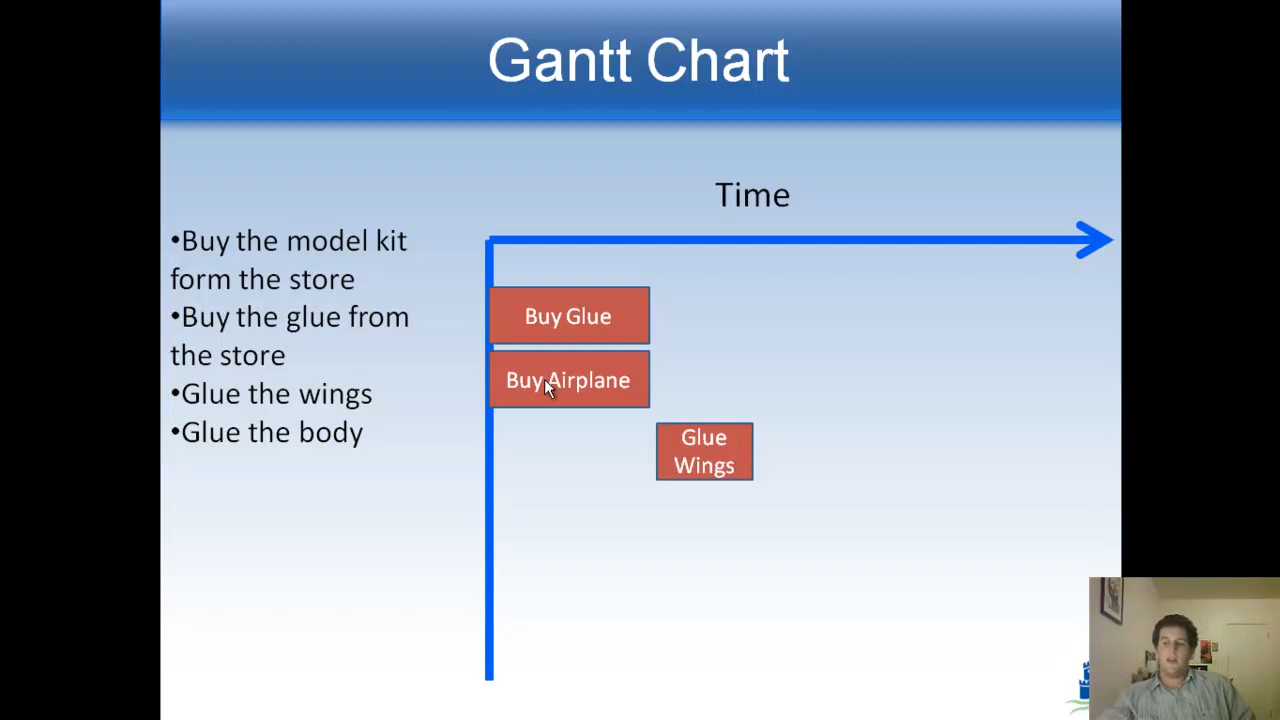 Gantt Chart
Time
•Buy the model kit
form the store
•Buy the glue from
the store
•Glue the wings
•Glue the body
Buy Glue
Buy Airplane
Glue
Wings